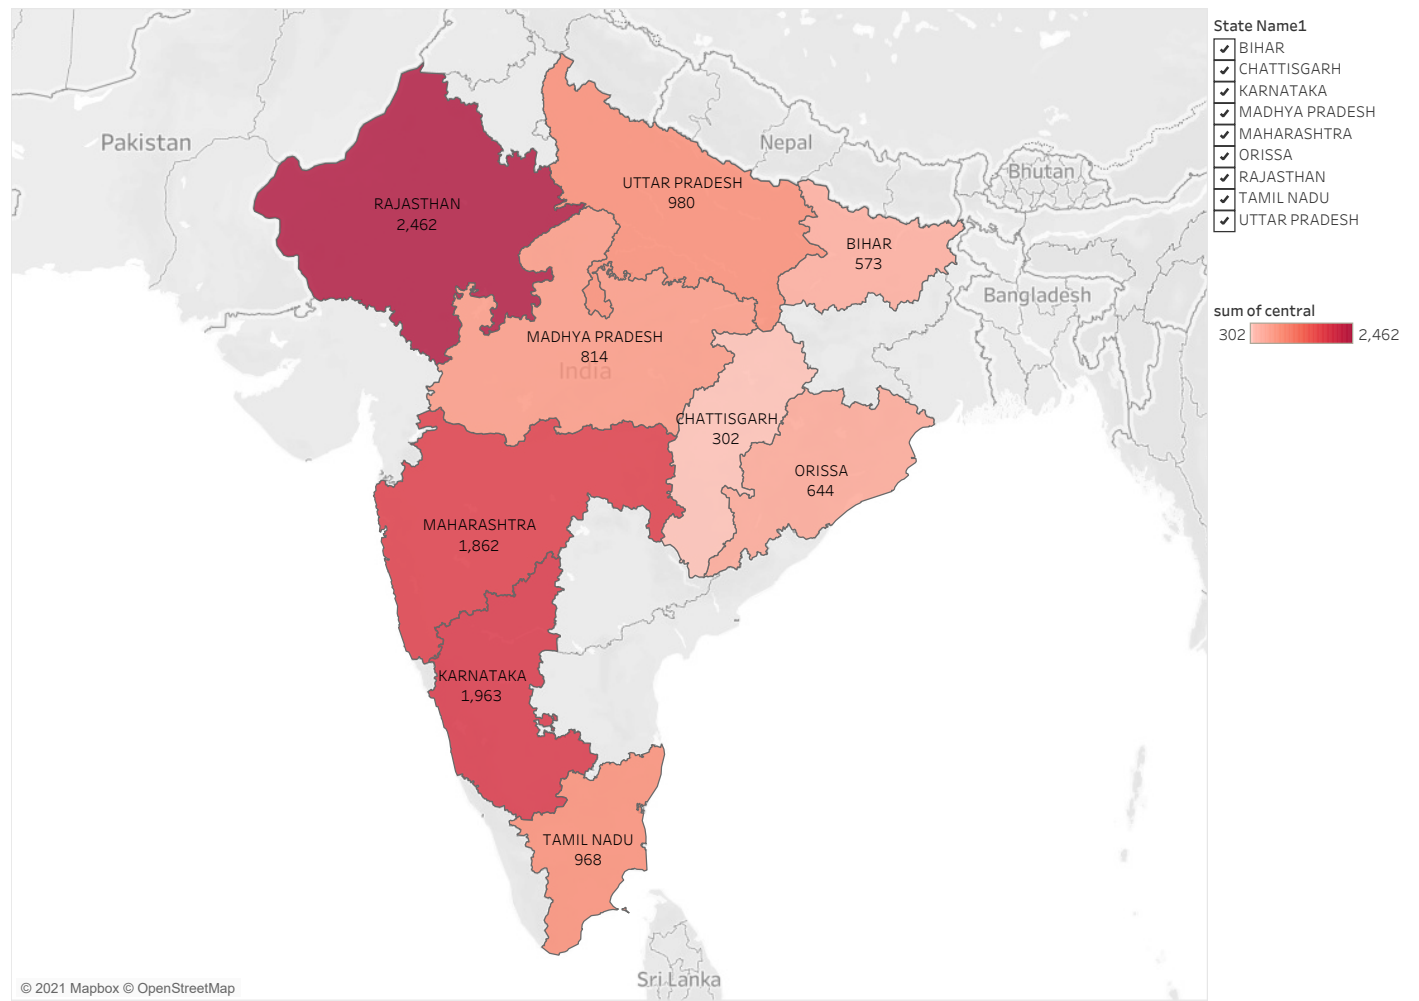 State Name1
BIHAR
CHATTISGARH
KARNATAKA
MADHYA PRADESH
MAHARASHTRA
ORISSA
RAJASTHAN
TAMIL NADU
UTTAR PRADESH
sum of central
302 2,462
Pakistan
Nepal
Bhutan
UTTAR PRADESH
980
RAJASTHAN
2,462
BIHAR
573
Bangladesh
MADHYA PRADESH
814
India
CHATTISGARH
302
ORISSA
644
MAHARASHTRA
1,862
KARNATAKA
1,963
TAMIL NADU
968
Sri Lanka
© 2021 Mapbox © OpenStreetMap